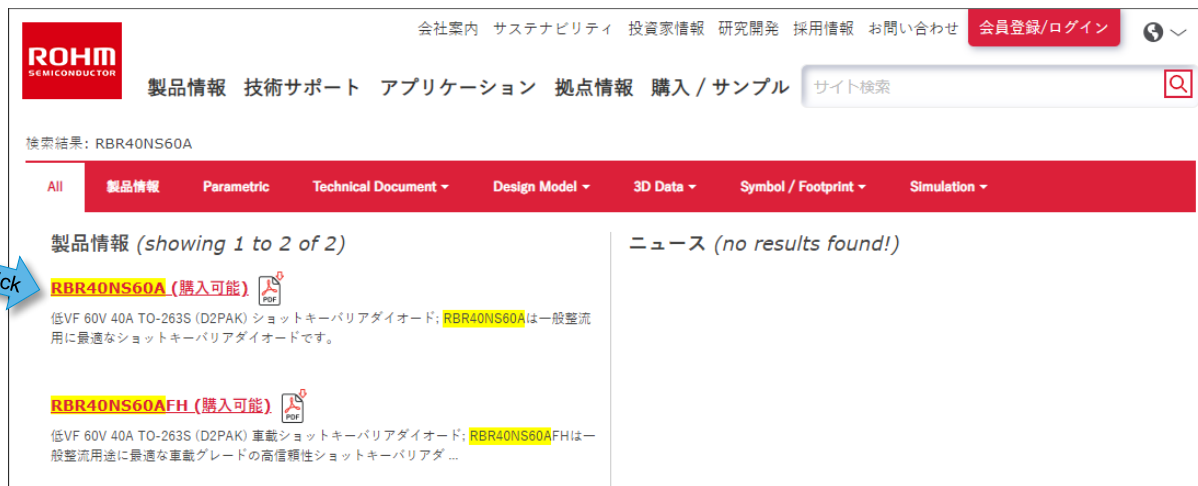 会社案内 サステナビリティ 投資家情報 研究開発 採用情報 お問い合わせ 会員登録/ログイン
ROHM
SEMICONDUCTOR
製品情報 技術サポート アプリケーション 拠点情報 購入 / サンプル サイト検索
検索結果: RBR40NS60A
All 製品情報 Parametric Technical Document Design Model 3D Data Symbol / Footprint Simulation
製品情報 (showing 1 to 2 of 2)
ニュース (no results found!)
ick
RBR40NS60A (購入可能) PDF
低VF 60V 40A TO-263S (D2PAK) ショットキーバリアダイオード; RBR40NS60Aは一般整流
用に最適なショットキーバリアダイオードです。
RBR40NS60AFH (購入可能) PDF
低VF 60V 40A TO-263S (D2PAK) 車載ショットキーバリアダイオード; RBR40NS60AFHは一
般整流用途に最適な車載グレードの高信頼性ショットキーバリアダ ...